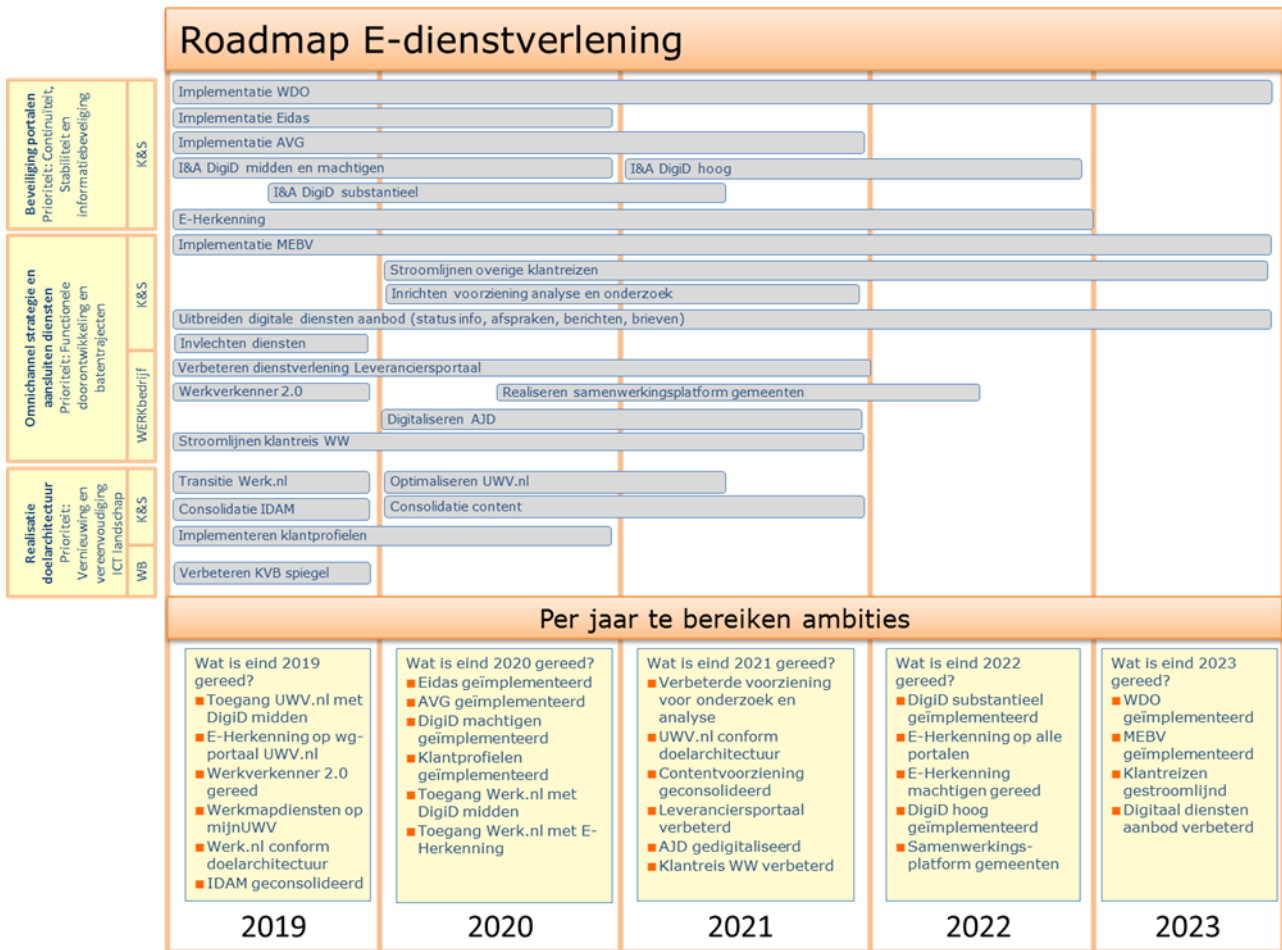 Roadmap E-dienstverlening
Beveiliging portalen
Prioriteit: Continuïteit,
Stabiliteit en
informatiebeveliging
K&S
Implementatie WDO
Implementatie Eidas
Implementatie AVG
I&A DigiD midden en machtigen
I&A DigiD hoog
I&A DigiD substantieel
E-Herkenning
Omnichannel strategie en
aansluiten diensten
Prioriteit: Functionele
doorontwikkeling en
batentrajecten
K&S
WERKbedrijf
Implementatie MEBV
Stroomlijnen overige klantreizen
Inrichten voorziening analyse en onderzoek
Uitbreiden digitale diensten aanbod (status info, afspraken, berichten, brieven)
Invlechten diensten
Verbeteren dienstverlening Leveranciersportaal
Werkverkenner 2.0
Realiseren samenwerkingsplatform gemeenten
Digitaliseren AJD
Stroomlijnen klantreis WW
Realisatie
doelarchitectuur
Prioriteit:
Vernieuwing en
vereenvoudiging
ICT landschap
K&S
WB
Transitie Werk.nl
Optimaliseren UWV.nl
Consolidatie IDAM
Consolidatie content
Implementeren klantprofielen
Verbeteren KVB spiegel
Per jaar te bereiken ambities
Wat is eind 2019
gereed?
Toegang UWV.nl met
DigiD midden
E-Herkenning op wg-
portaal UWV.nl
Werkverkenner 2.0
gereed
Werkmapdiensten op
mijnUWV
Werk.nl conform
doelarchitectuur
IDAM geconsolideerd
Wat is eind 2020 gereed?
Eidas geïmplementeerd
AVG geïmplementeerd
DigiD machtigen
geïmplementeerd
Klantprofielen
geïmplementeerd
Toegang Werk.nl met
DigiD midden
Toegang Werk.nl met E-
Herkenning
Wat is eind 2021 gereed?
Verbeterde voorziening
voor onderzoek en
analyse
UWV.nl conform
doelarchitectuur
Contentvoorziening
geconsolideerd
Leveranciersportaal
verbeterd
AJD gedigitaliseerd
Klantreis WW verbeterd
Wat is eind 2022
gereed?
DigiD substantieel
geïmplementeerd
E-Herkenning op alle
portalen
E-Herkenning
machtigen gereed
DigiD hoog
geïmplementeerd
Samenwerkings-
platform gemeenten
Wat is eind 2023
gereed?
WDO
geïmplementeerd
MEBV
geïmplementeerd
Klantreizen
gestroomlijnd
Digitaal diensten
aanbod verbeterd
2019
2020
2021
2022
2023